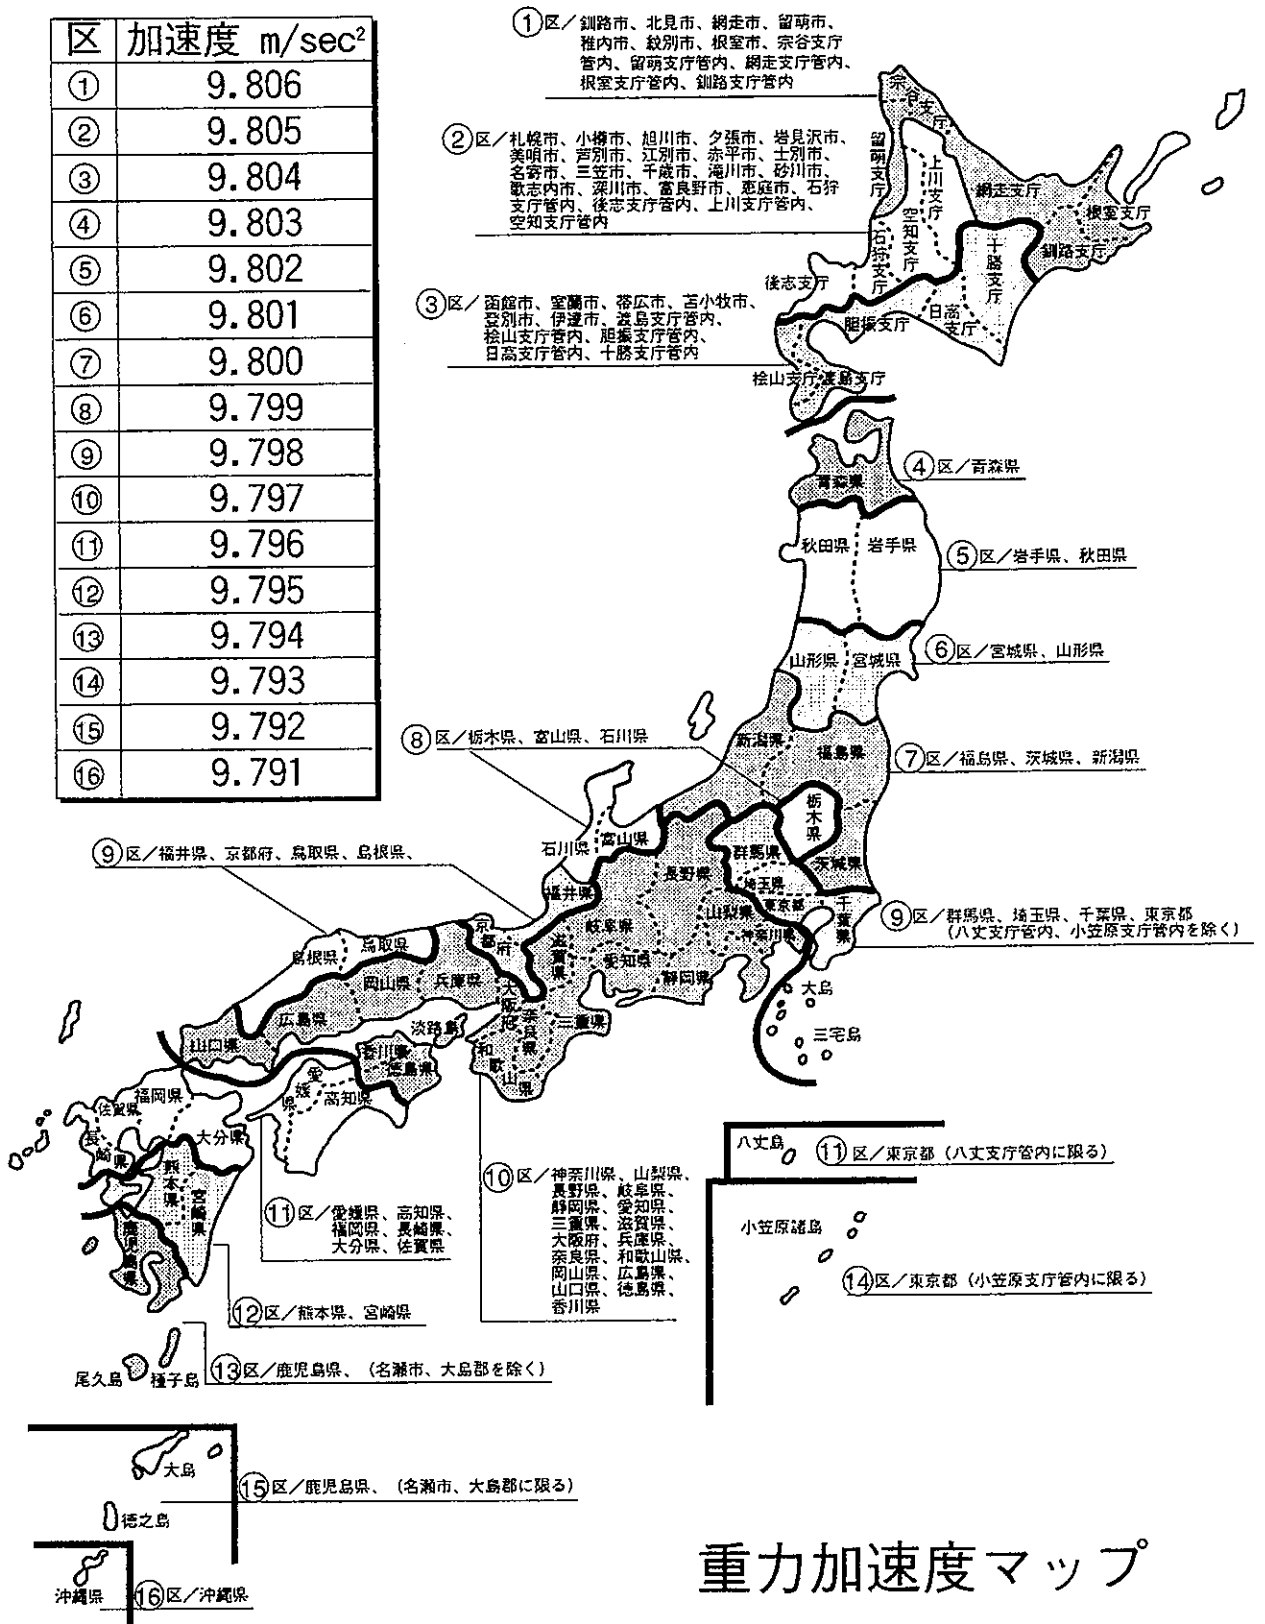 区 加速度 m/sec²
① 9.806
② 9.805
③ 9.804
④ 9.803
⑤ 9.802
⑥ 9.801
⑦ 9.800
⑧ 9.799
⑨ 9.798
⑩ 9.797
⑪ 9.796
⑫ 9.795
⑬ 9.794
⑭ 9.793
⑮ 9.792
⑯ 9.791
①区/釧路市、北見市、網走市、留萌市、
稚内市、紋別市、根室市、宗谷支庁
管内、留萌支庁管内、網走支庁管内、
根室支庁管内、釧路支庁管内
②区/札幌市、小樽市、旭川市、夕張市、岩見沢市、
美唄市、芦別市、江別市、赤平市、士別市、
名寄市、三笠市、千歳市、滝川市、砂川市、
歌志内市、深川市、富良野市、恵庭市、石狩
支庁管内、後志支庁管内、上川支庁管内、
空知支庁管内
③区/函館市、室蘭市、帯広市、苫小牧市、
登別市、伊達市、渡島支庁管内、
桧山支庁管内、胆振支庁管内、
日高支庁管内、十勝支庁管内
宗谷支庁
留萌支庁
上川支庁
網走支庁
根室支庁
空知支庁
石狩支庁
十勝支庁
釧路支庁
後志支庁
胆振支庁
日高支庁
桧山支庁
渡島支庁
④区/青森県
青森県
秋田県
岩手県
⑤区/岩手県、秋田県
山形県
宮城県
⑥区/宮城県、山形県
⑧区/栃木県、富山県、石川県
新潟県
福島県
⑦区/福島県、茨城県、新潟県
栃木県
⑨区/福井県、京都府、鳥取県、島根県、
石川県
富山県
群馬県
長野県
茨城県
埼玉県
福井県
山梨県
東京都
千葉県
岐阜県
神奈川県
⑨区/群馬県、埼玉県、千葉県、東京都
(八丈支庁管内、小笠原支庁管内を除く)
京都府
滋賀県
島根県
鳥取県
愛知県
静岡県
岡山県
兵庫県
大阪府
奈良県
三重県
大島
三宅島
広島県
淡路島
山口県
和歌山県
香川県
徳島県
愛媛県
高知県
福岡県
佐賀県
大分県
長崎県
熊本県
宮崎県
鹿児島県
八丈島
⑪区/東京都(八丈支庁管内に限る)
小笠原諸島
⑭区/東京都(小笠原支庁管内に限る)
⑩区/神奈川県、山梨県、
長野県、岐阜県、
静岡県、愛知県、
三重県、滋賀県、
大阪府、兵庫県、
奈良県、和歌山県、
岡山県、広島県、
山口県、徳島県、
香川県
⑪区/愛媛県、高知県、
福岡県、長崎県、
大分県、佐賀県
⑫区/熊本県、宮崎県
尾久島
種子島
⑬区/鹿児島県、(名瀬市、大島郡を除く)
大島
⑮区/鹿児島県、(名瀬市、大島郡に限る)
徳之島
沖縄県
⑯区/沖縄県
重力加速度マップ